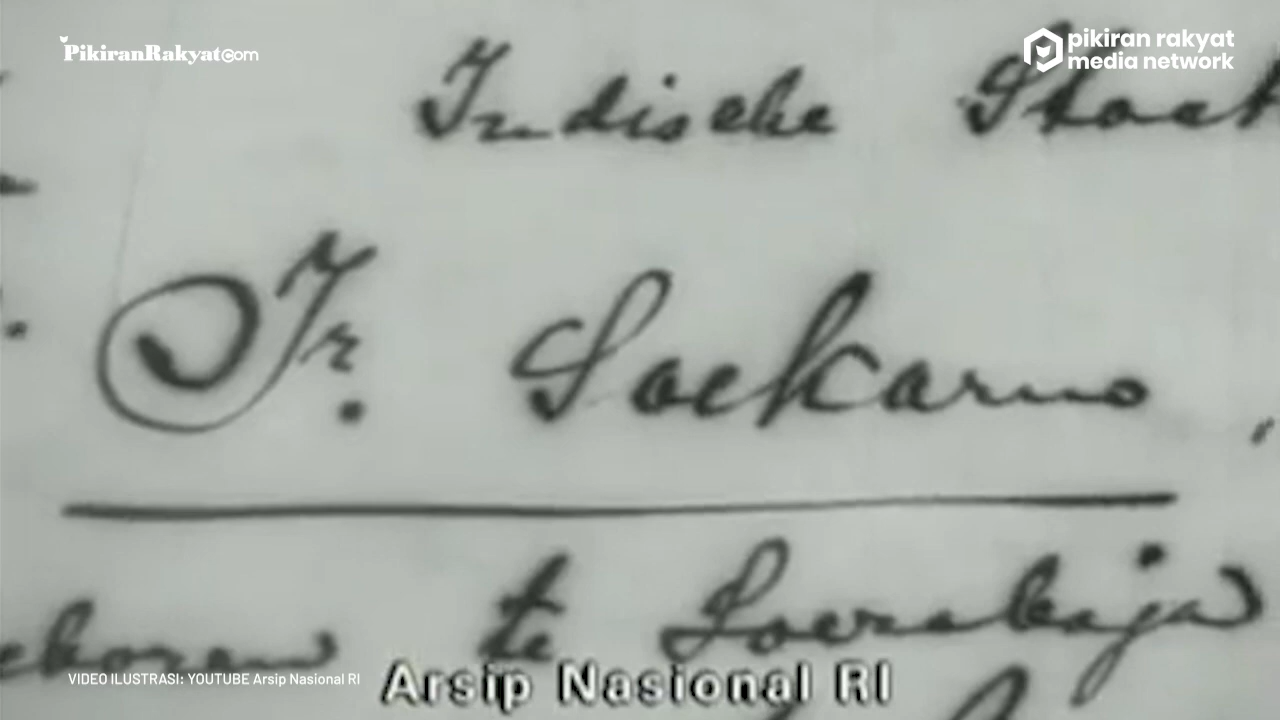 PikiranRakyat.com
pikiran rakyat
media network
Indische Staat
Ir. Soekarno,
te Soerabaja
VIDEO ILUSTRASI: YOUTUBE Arsip Nasional RI
Arsip Nasional RI